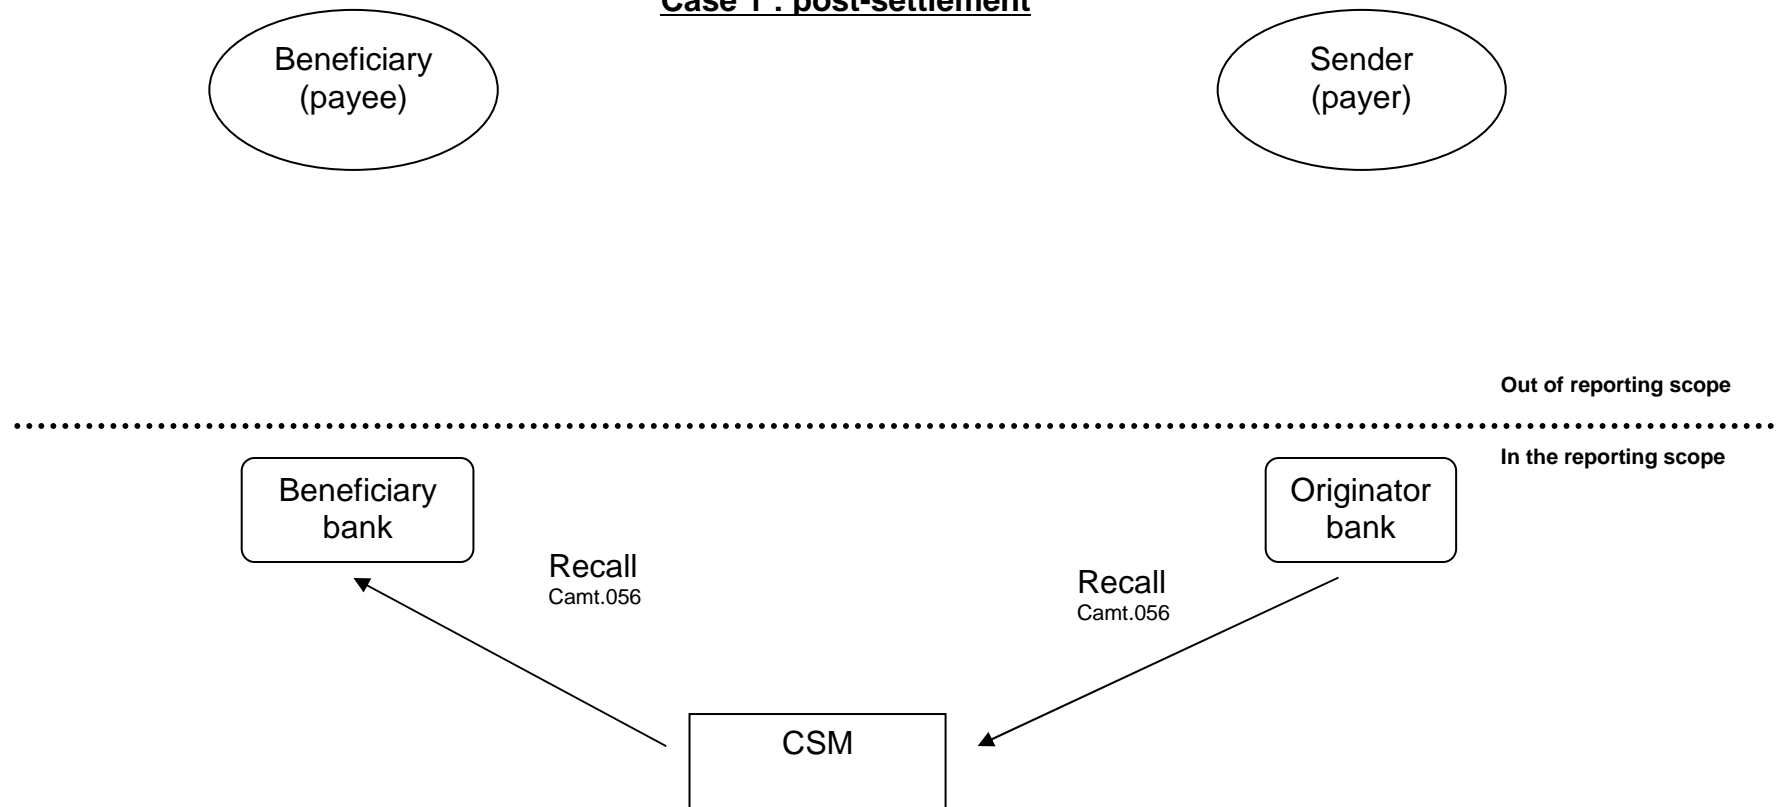 Case 1 : post-settlement
Beneficiary
(payee)
Sender
(payer)
Out of reporting scope
In the reporting scope
Beneficiary
bank
Originator
bank
Recall
Camt.056
Recall
Camt.056
CSM